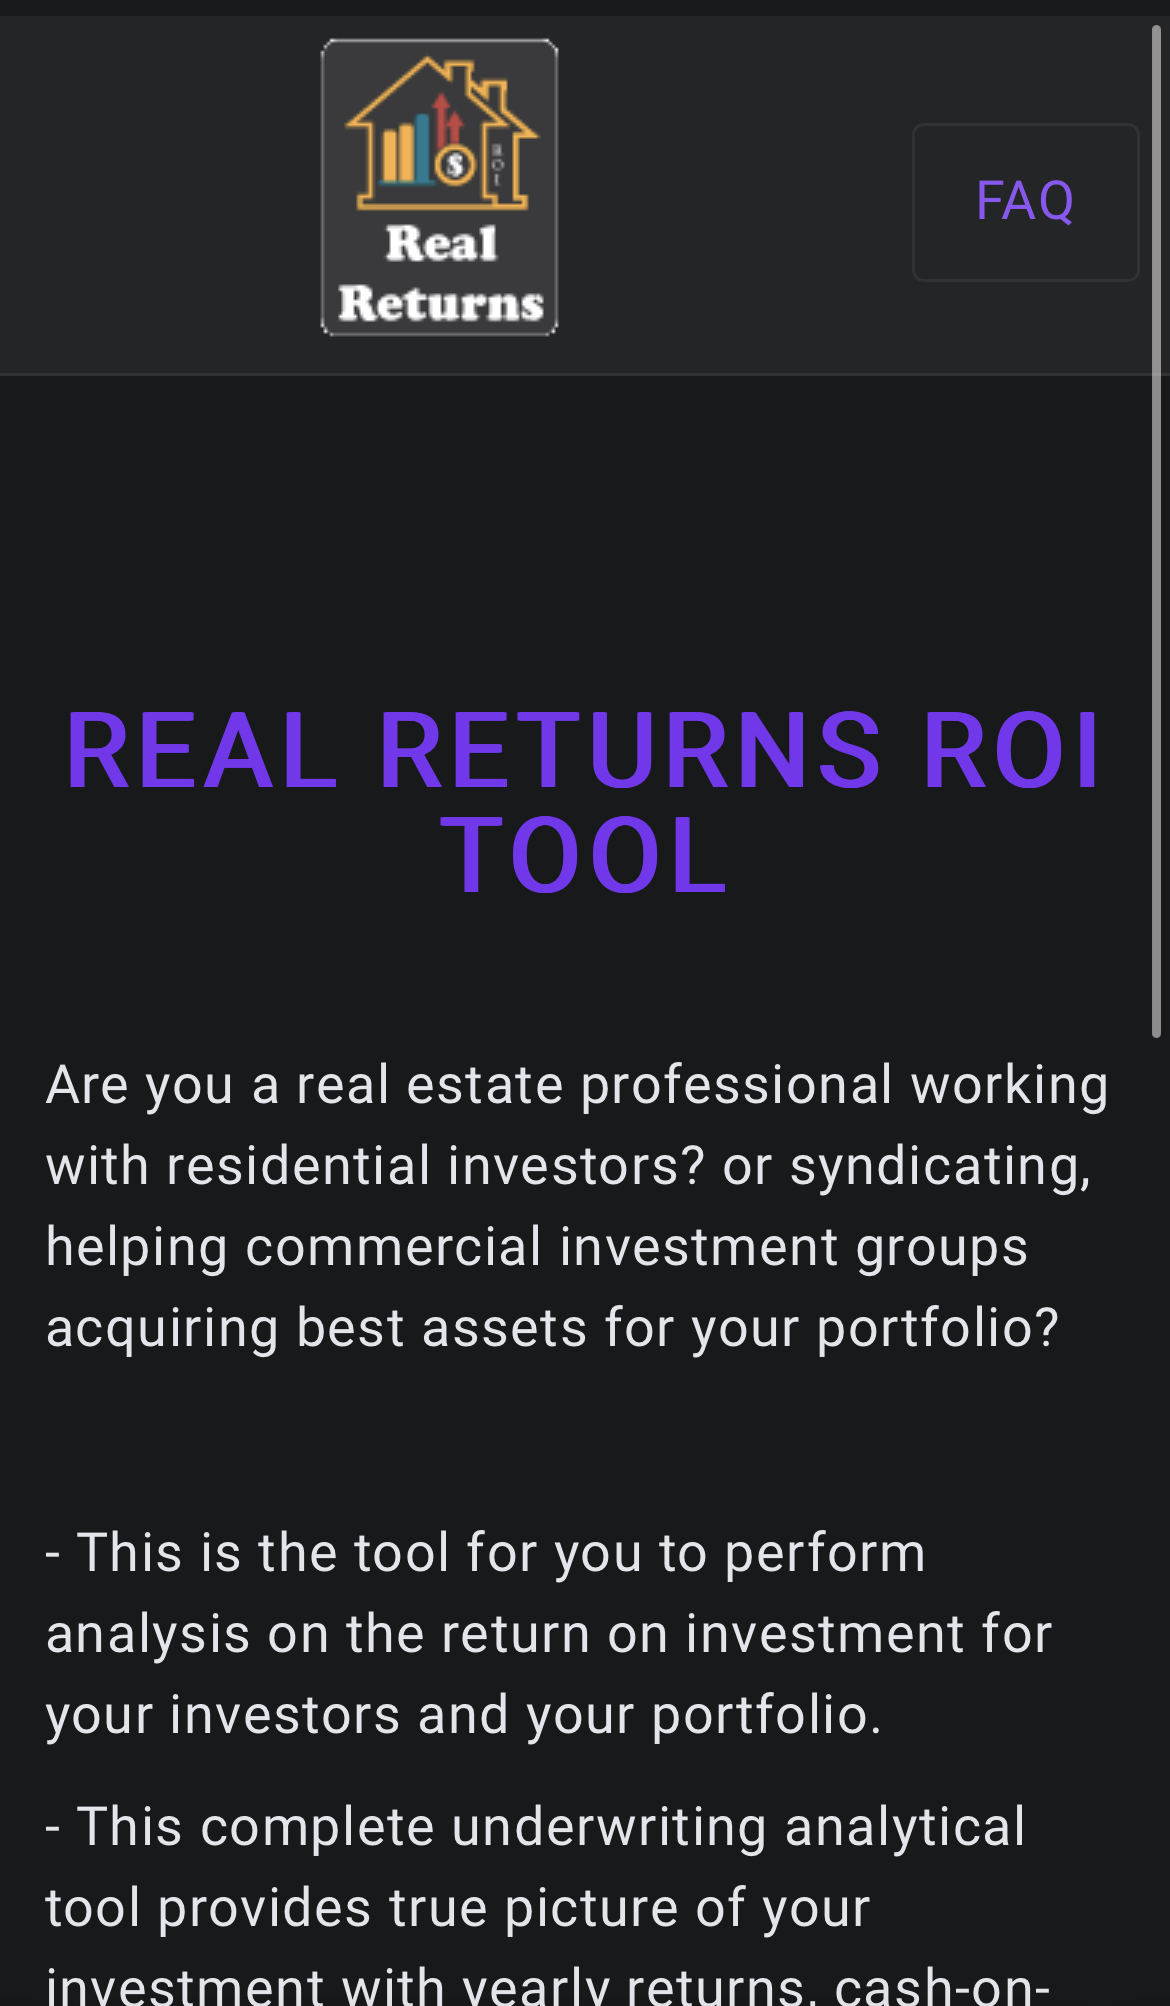 $
ROI
Real
Returns
FAQ
REAL RETURNS ROI
TOOL
Are you a real estate professional working
with residential investors? or syndicating,
helping commercial investment groups
acquiring best assets for your portfolio?
- This is the tool for you to perform
analysis on the return on investment for
your investors and your portfolio.
- This complete underwriting analytical
tool provides true picture of your
investment with yearly returns, cash-on-